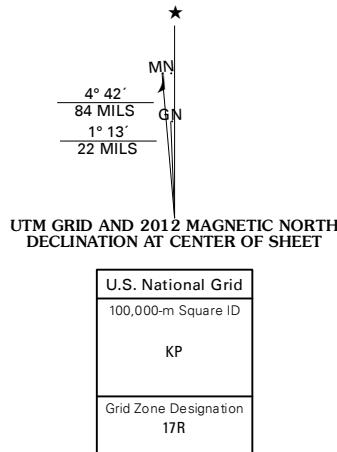 ★
MN
4° 42´
84 MILS
GN
1° 13´
22 MILS
UTM GRID AND 2012 MAGNETIC NORTH
DECLINATION AT CENTER OF SHEET
U.S. National Grid
100,000-m Square ID
KP
Grid Zone Designation
17R